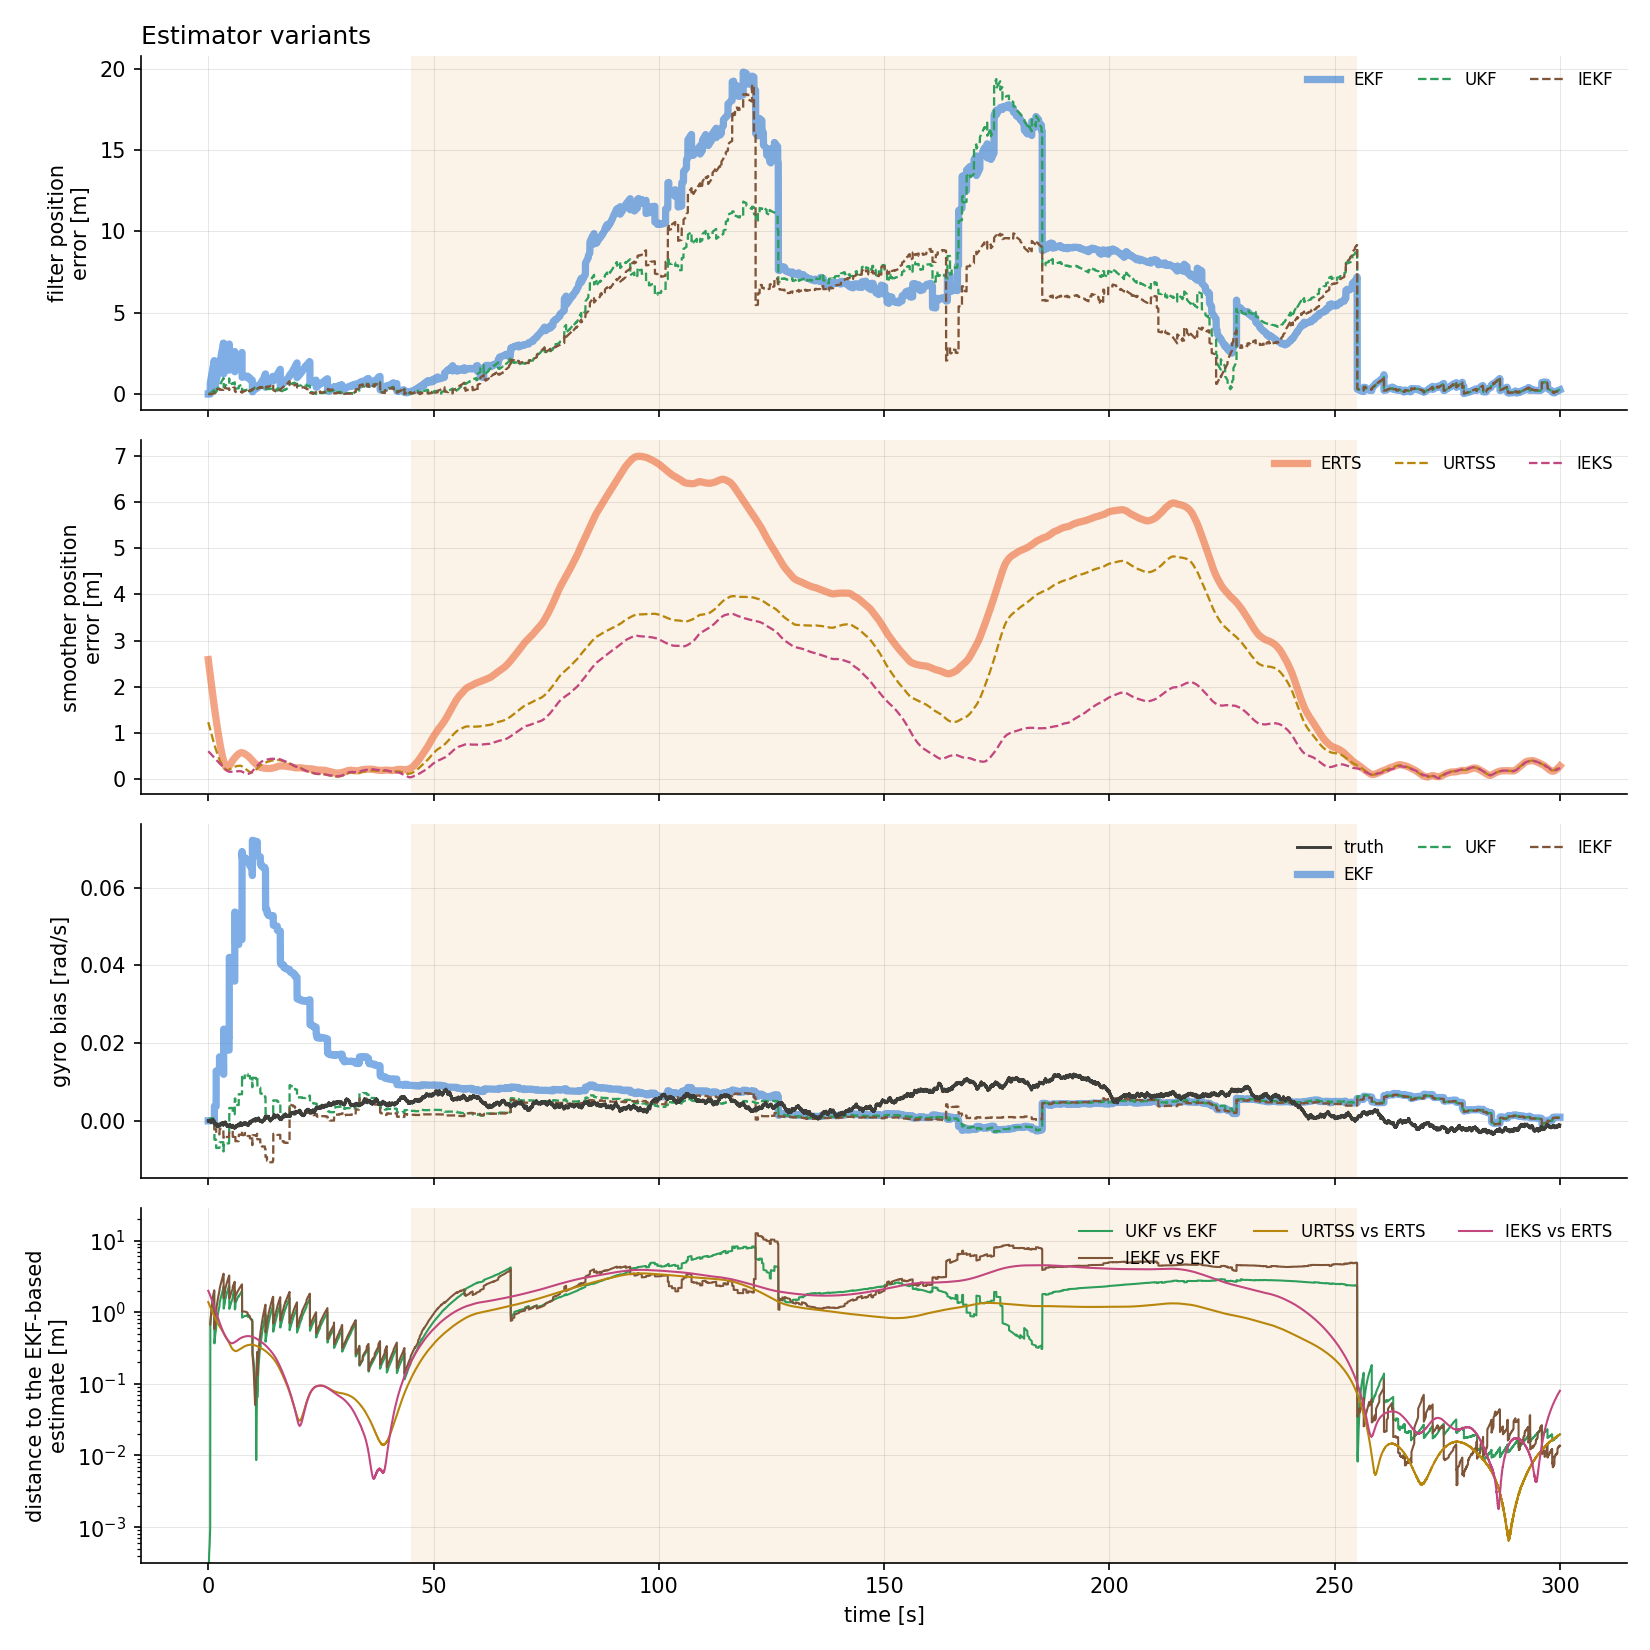 Estimator variants
filter position
error [m]
20
15
10
5
0
EKF UKF IEKF
smoother position
error [m]
7
6
5
4
3
2
1
0
ERTS URTSS IEKS
gyro bias [rad/s]
0.06
0.04
0.02
0.00
truth UKF IEKF
EKF
distance to the EKF-based
estimate [m]
10¹
10⁰
10⁻¹
10⁻²
10⁻³
UKF vs EKF URTSS vs ERTS IEKS vs ERTS
IEKF vs EKF
0 50 100 150 200 250 300
time [s]